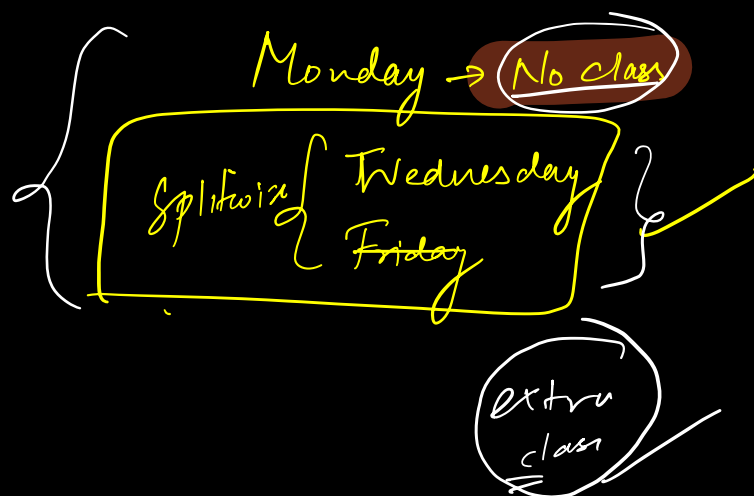 Monday → No class
Splitwise { Wednesday
Friday
extra
class